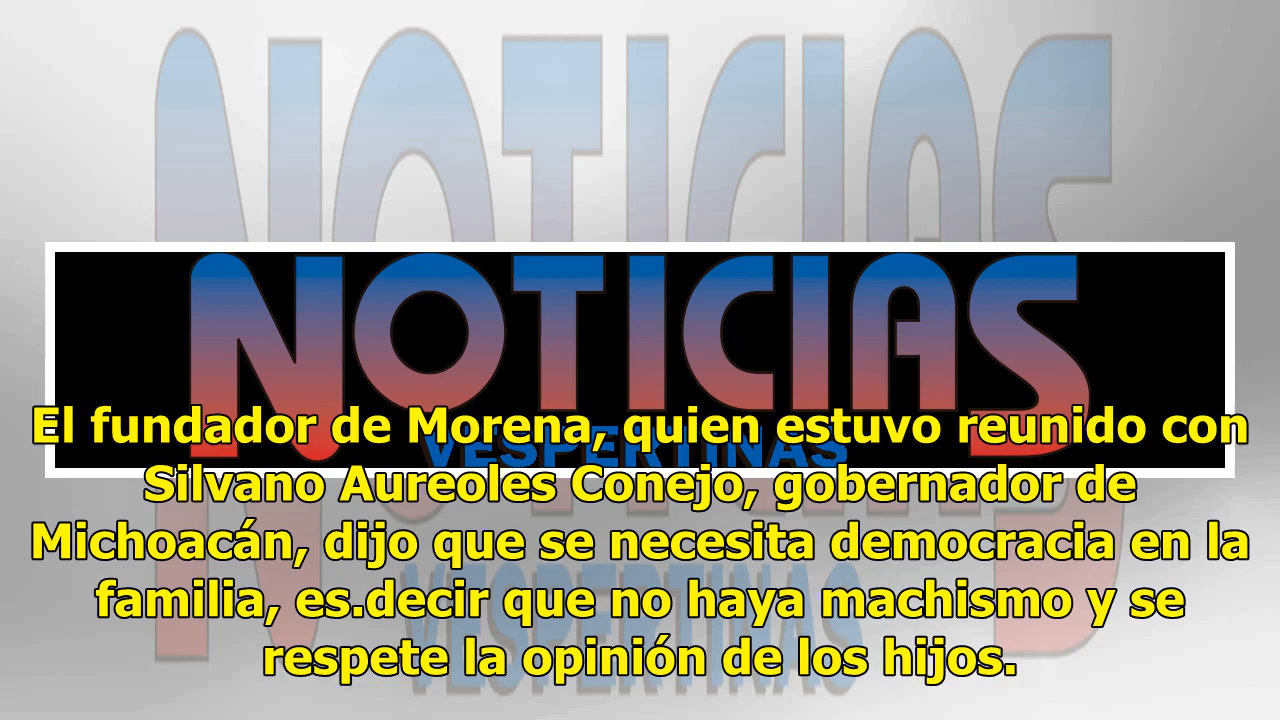 NOTICIAS
VESPERTINAS
El fundador de Morena, quien estuvo reunido con
Silvano Aureoles Conejo, gobernador de
Michoacán, dijo que se necesita democracia en la
familia, es.decir que no haya machismo y se
respete la opinión de los hijos.